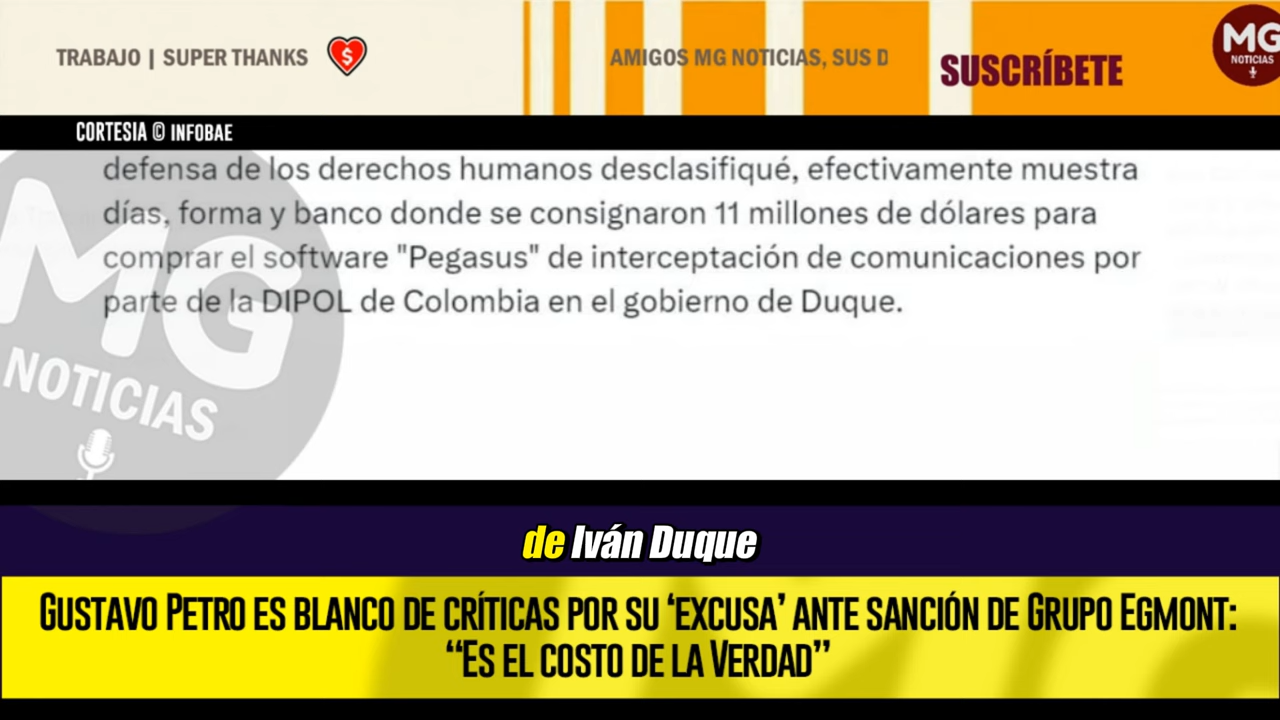 TRABAJO | SUPER THANKS
AMIGOS MG NOTICIAS, SUS D
SUSCRÍBETE
MG
NOTICIAS
CORTESIA © INFOBAE
defensa de los derechos humanos desclasifiqué, efectivamente muestra
días, forma y banco donde se consignaron 11 millones de dólares para
comprar el software "Pegasus" de interceptación de comunicaciones por
parte de la DIPOL de Colombia en el gobierno de Duque.
MG
NOTICIAS
de Iván Duque
GUSTAVO PETRO ES BLANCO DE CRÍTICAS POR SU ‘EXCUSA’ ANTE SANCIÓN DE GRUPO EGMONT:
“ES EL COSTO DE LA VERDAD”